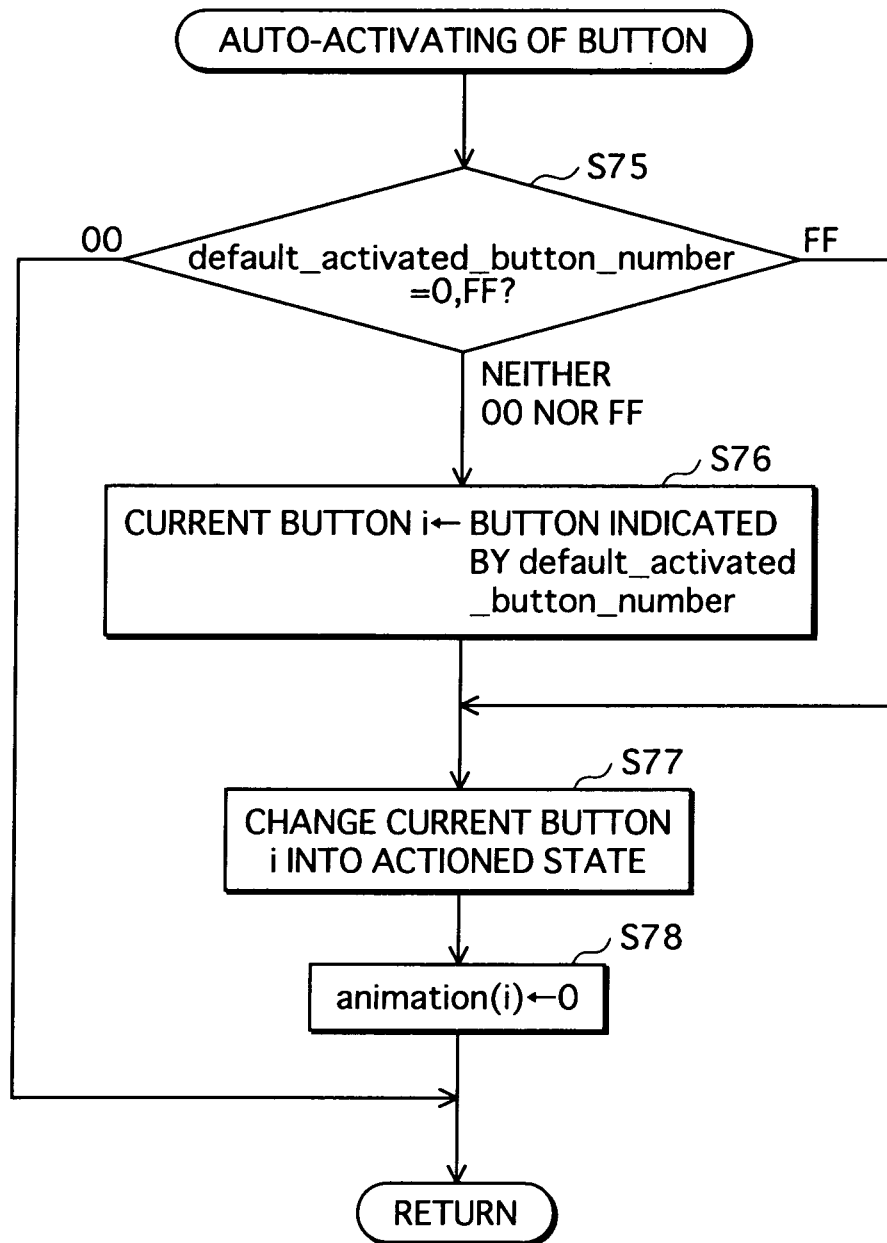 AUTO-ACTIVATING OF BUTTON
S75
00
FF
default_activated_button_number
=0,FF?
NEITHER
00 NOR FF
S76
CURRENT BUTTON i← BUTTON INDICATED
BY default_activated
_button_number
S77
CHANGE CURRENT BUTTON
i INTO ACTIONED STATE
S78
animation(i)←0
RETURN